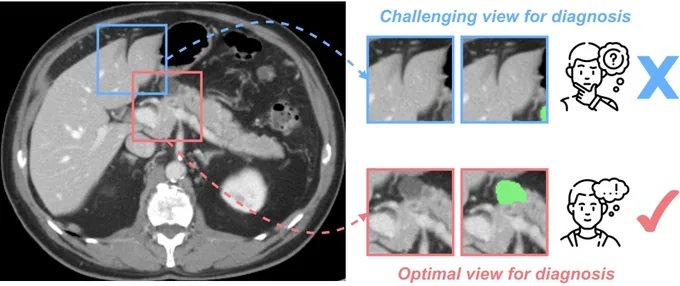 Challenging view for diagnosis
?
X
...!
Optimal view for diagnosis